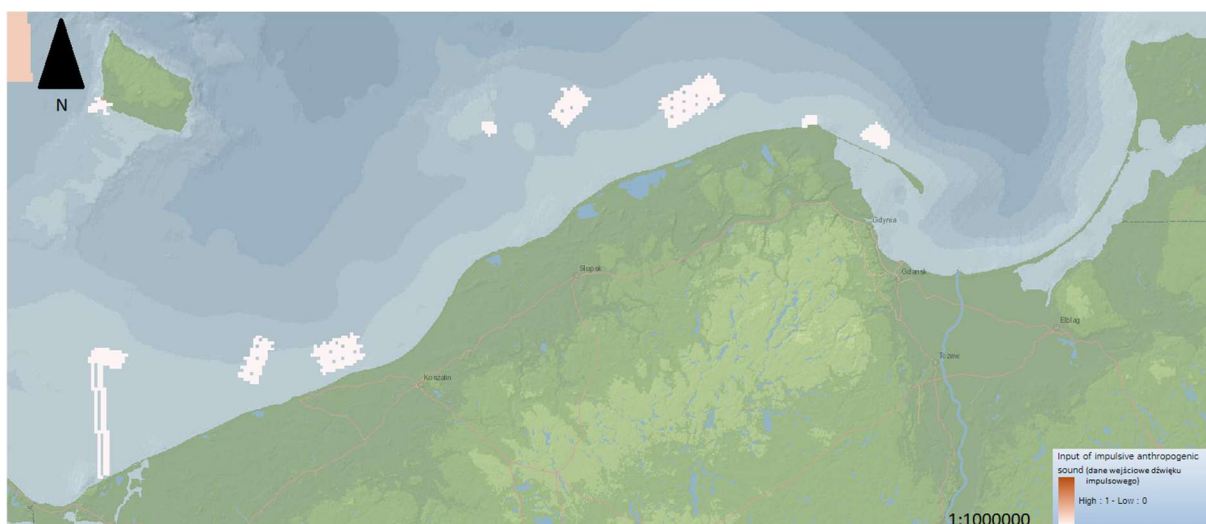 N
Gdynia
Słupsk
Gdańsk
Elbląg
Tczew
Koszalin
Input of impulsive anthropogenic
sound (dane wejściowe dźwięku
impulsowego)
High : 1 - Low : 0
1:1000000